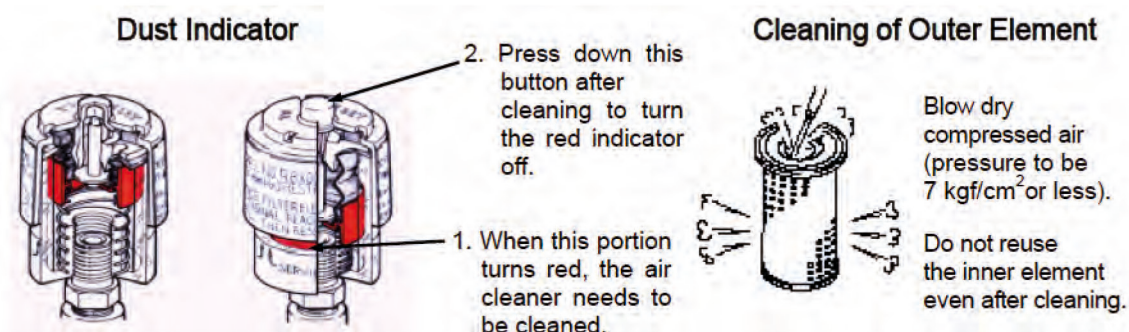 Dust Indicator
2. Press down this
button after
cleaning to turn
the red indicator
off.
1. When this portion
turns red, the air
cleaner needs to
be cleaned.
Cleaning of Outer Element
Blow dry
compressed air
(pressure to be
7 kgf/cm²or less).
Do not reuse
the inner element
even after cleaning.